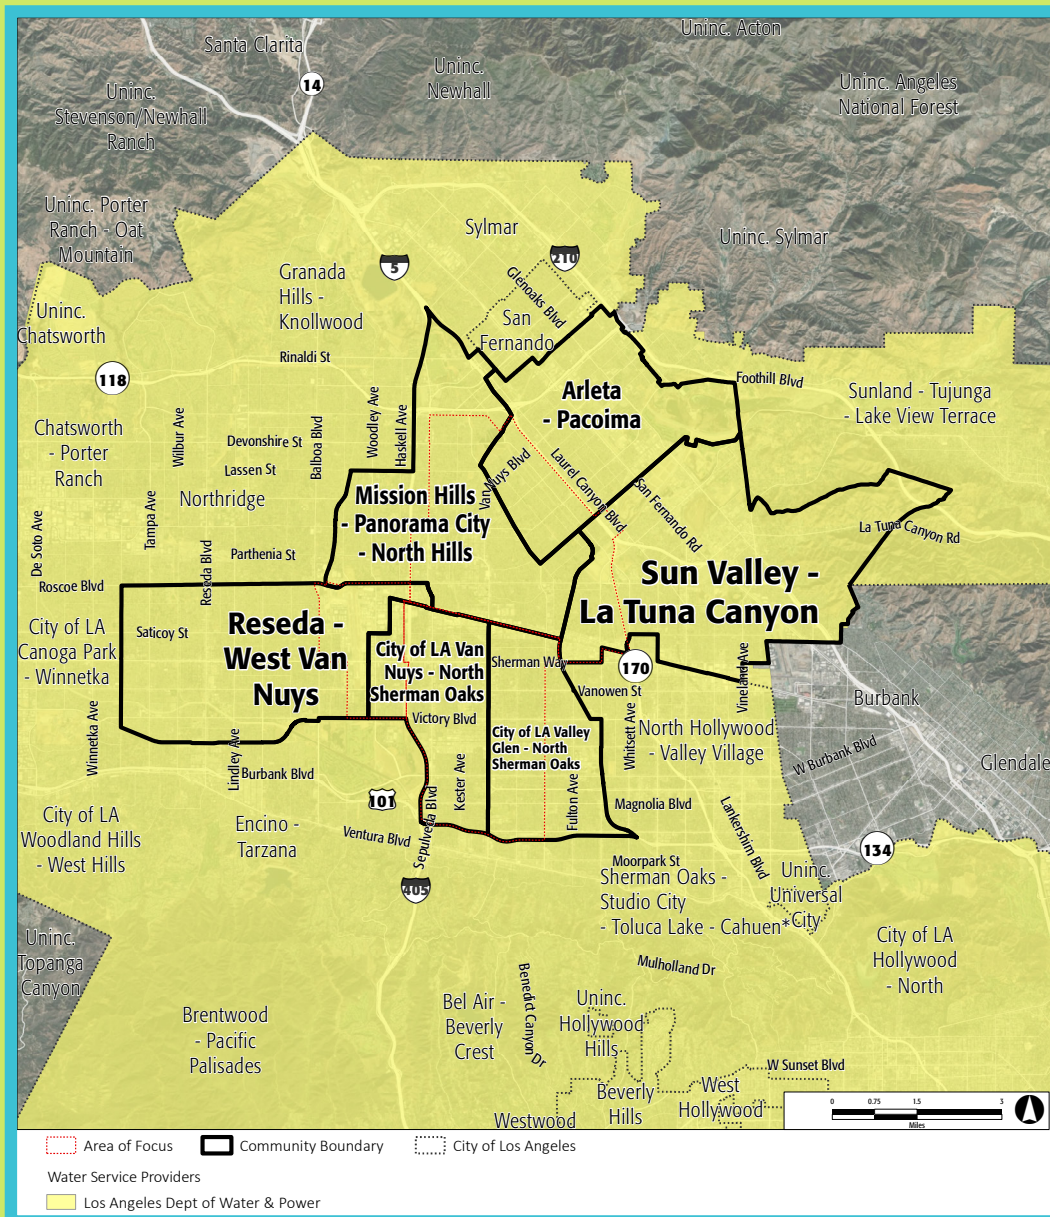 Santa Clarita
Uninc. Acton
14
Uninc.
Newhall
Uninc.
Stevenson/Newhall
Ranch
Uninc. Angeles
National Forest
Uninc. Porter
Ranch - Oat
Mountain
Sylmar
Uninc. Sylmar
5
210
Granada
Hills -
Knollwood
Glenoaks Blvd
San
Fernando
Uninc.
Chatsworth
Rinaldi St
118
Foothill Blvd
Arleta
- Pacoima
Sunland - Tujunga
- Lake View Terrace
Chatsworth
- Porter
Ranch
Wilbur Ave
Devonshire St
Balboa Blvd
Woodley Ave
Haskell Ave
Lassen St
Northridge
Mission Hills
- Panorama City
- North Hills
Van Nuys Blvd
Laurel Canyon Blvd
San Fernando Rd
La Tuna Canyon Rd
De Soto Ave
Tampa Ave
Reseda Blvd
Parthenia St
Roscoe Blvd
Sun Valley -
La Tuna Canyon
City of LA
Canoga Park
- Winnetka
Saticoy St
Reseda -
West Van
Nuys
City of LA Van
Nuys - North
Sherman Oaks
Sherman Way
170
Vanowen St
Vineland Ave
Burbank
Winnetka Ave
Lindley Ave
Victory Blvd
City of LA Valley
Glen - North
Sherman Oaks
Whitsett Ave
North Hollywood
- Valley Village
W Burbank Blvd
Glendale
Burbank Blvd
101
Kester Ave
Fulton Ave
Magnolia Blvd
Lankershim Blvd
City of LA
Woodland Hills
- West Hills
Encino -
Tarzana
Ventura Blvd
Sepulveda Blvd
134
405
Moorpark St
Sherman Oaks -
Studio City
- Toluca Lake - Cahuen*
Uninc.
Universal
City
Uninc.
Topanga
Canyon
City of LA
Hollywood
- North
Mulholland Dr
Benedict Canyon Dr
Brentwood
- Pacific
Palisades
Bel Air -
Beverly
Crest
Uninc.
Hollywood
Hills
W Sunset Blvd
Beverly
Hills
West
Hollywood
Westwood
0 0.75 1.5 3
Miles
Area of Focus
Community Boundary
City of Los Angeles
Water Service Providers
Los Angeles Dept of Water & Power